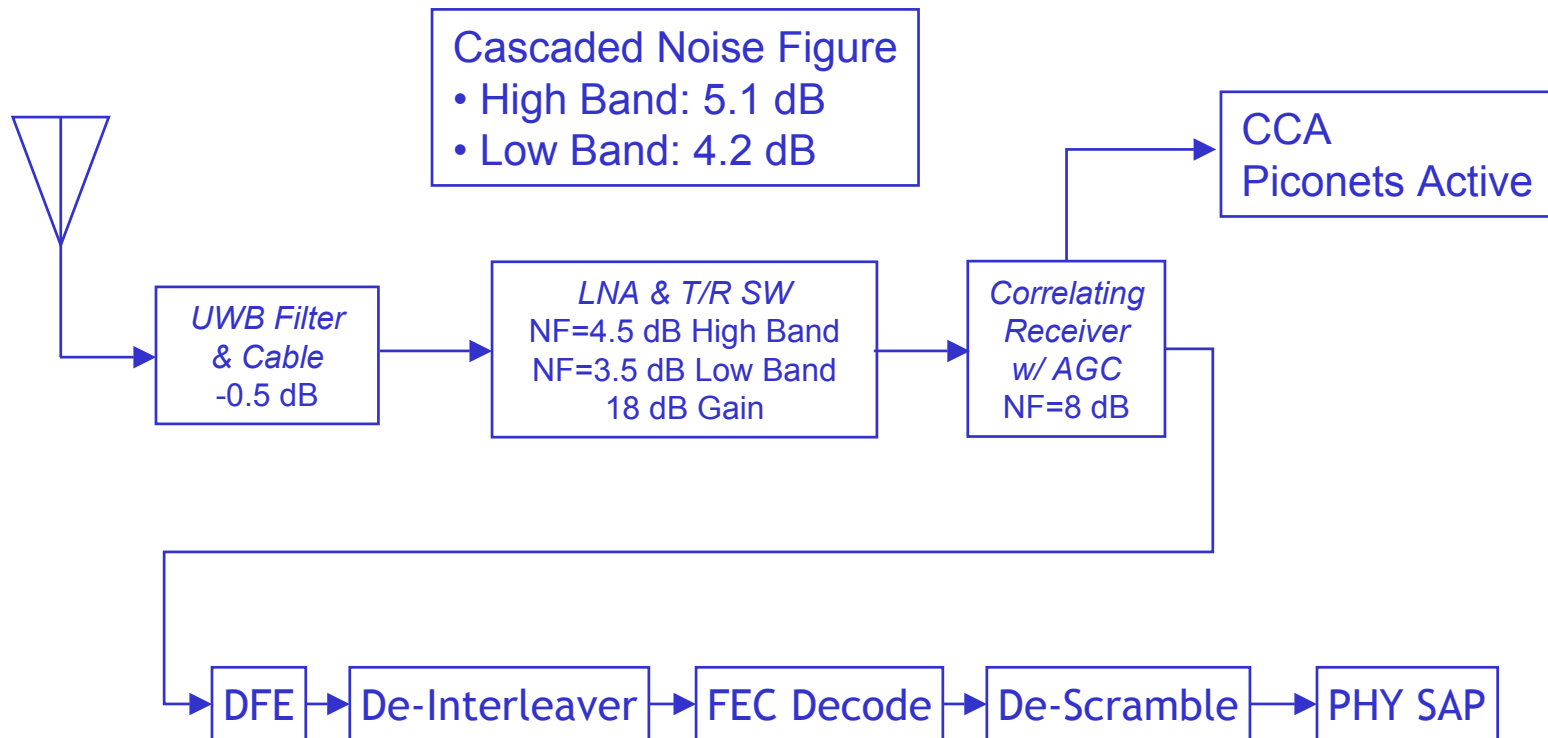 Cascaded Noise Figure
• High Band: 5.1 dB
• Low Band: 4.2 dB
CCA
Piconets Active
UWB Filter
& Cable
-0.5 dB
LNA & T/R SW
NF=4.5 dB High Band
NF=3.5 dB Low Band
18 dB Gain
Correlating
Receiver
w/ AGC
NF=8 dB
DFE
De-Interleaver
FEC Decode
De-Scramble
PHY SAP